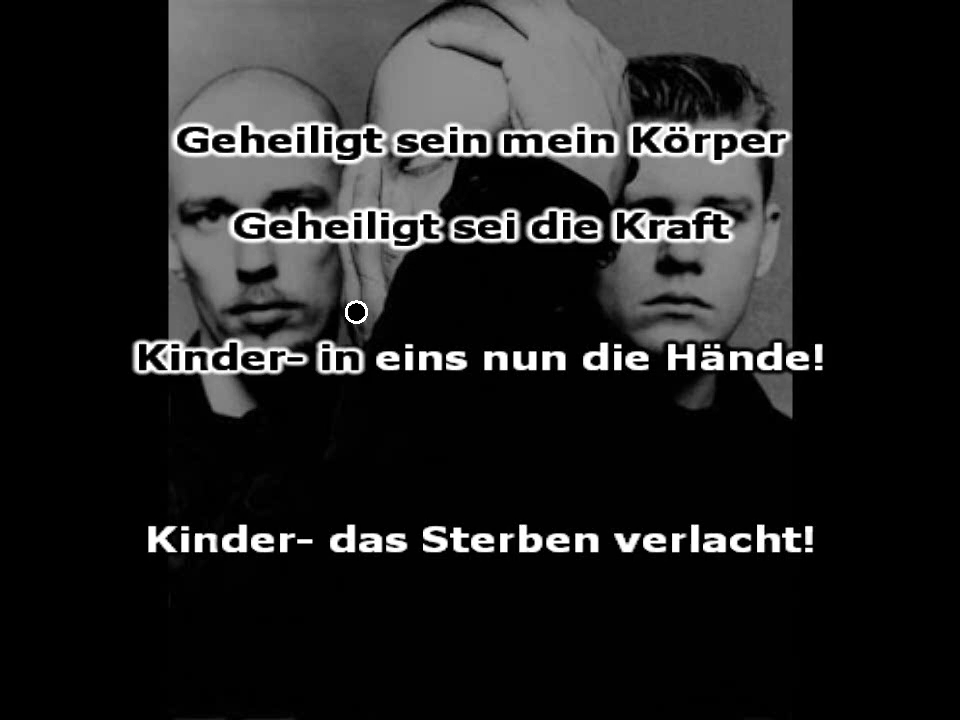 Geheiligt sein mein Körper
Geheiligt sei die Kraft
Kinder- in eins nun die Hände!
Kinder- das Sterben verlacht!